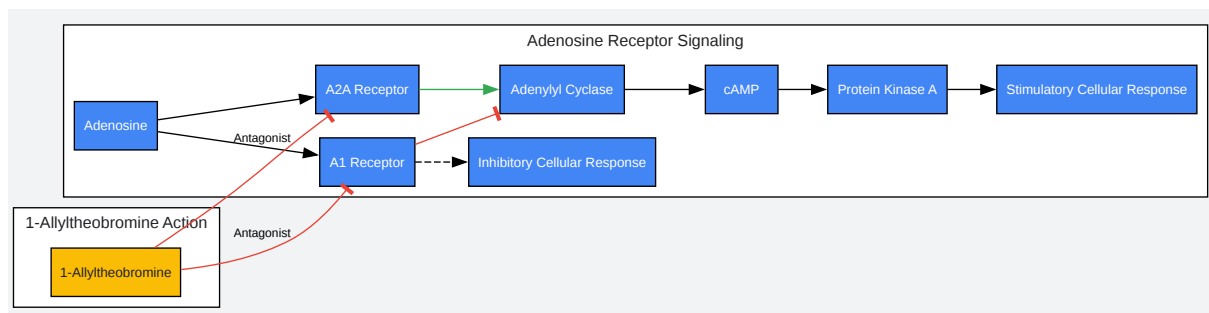 Adenosine Receptor Signaling
A2A Receptor
Adenylyl Cyclase
cAMP
Protein Kinase A
Stimulatory Cellular Response
Adenosine
Antagonist
A1 Receptor
Inhibitory Cellular Response
1-Allyltheobromine Action
Antagonist
1-Allyltheobromine